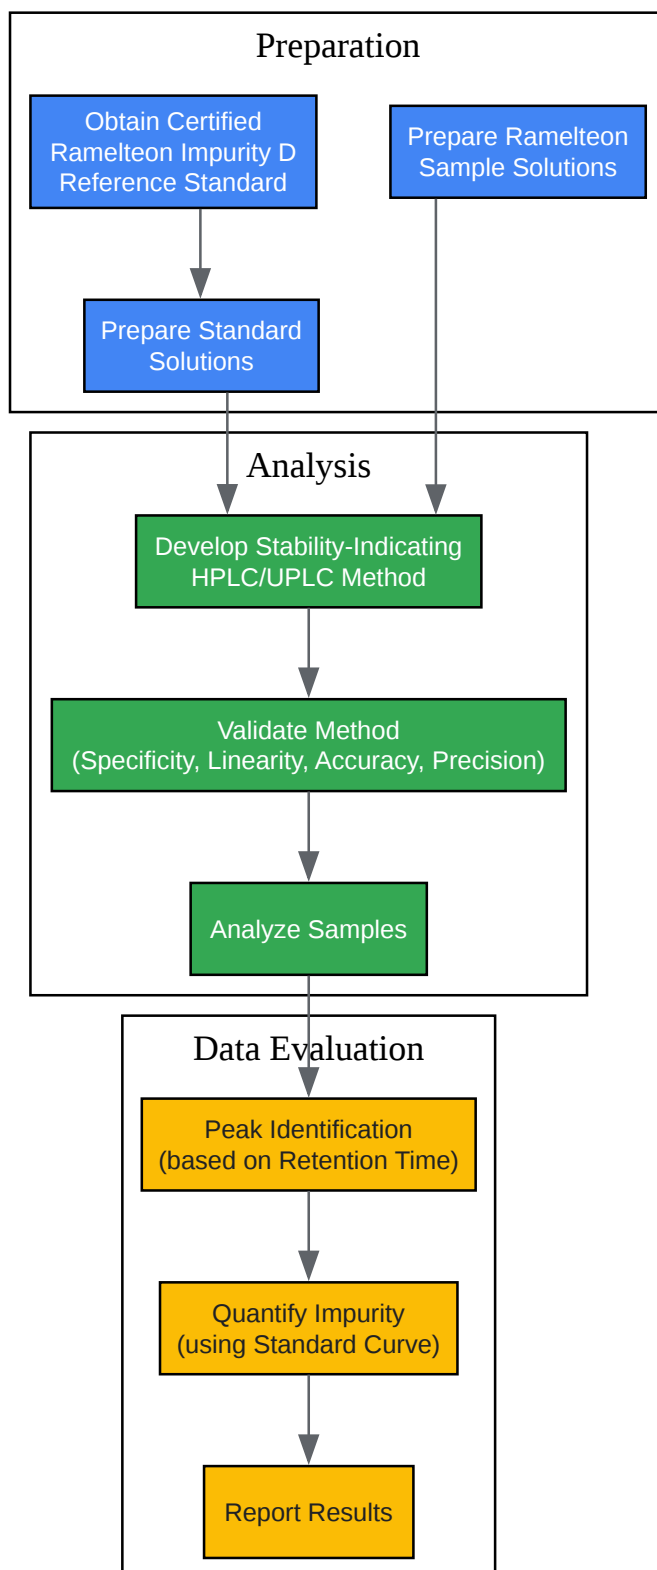 Preparation
Obtain Certified
Ramelteon Impurity D
Reference Standard
Prepare Ramelteon
Sample Solutions
Prepare Standard
Solutions
Analysis
Develop Stability-Indicating
HPLC/UPLC Method
Validate Method
(Specificity, Linearity, Accuracy, Precision)
Analyze Samples
Data Evaluation
Peak Identification
(based on Retention Time)
Quantify Impurity
(using Standard Curve)
Report Results